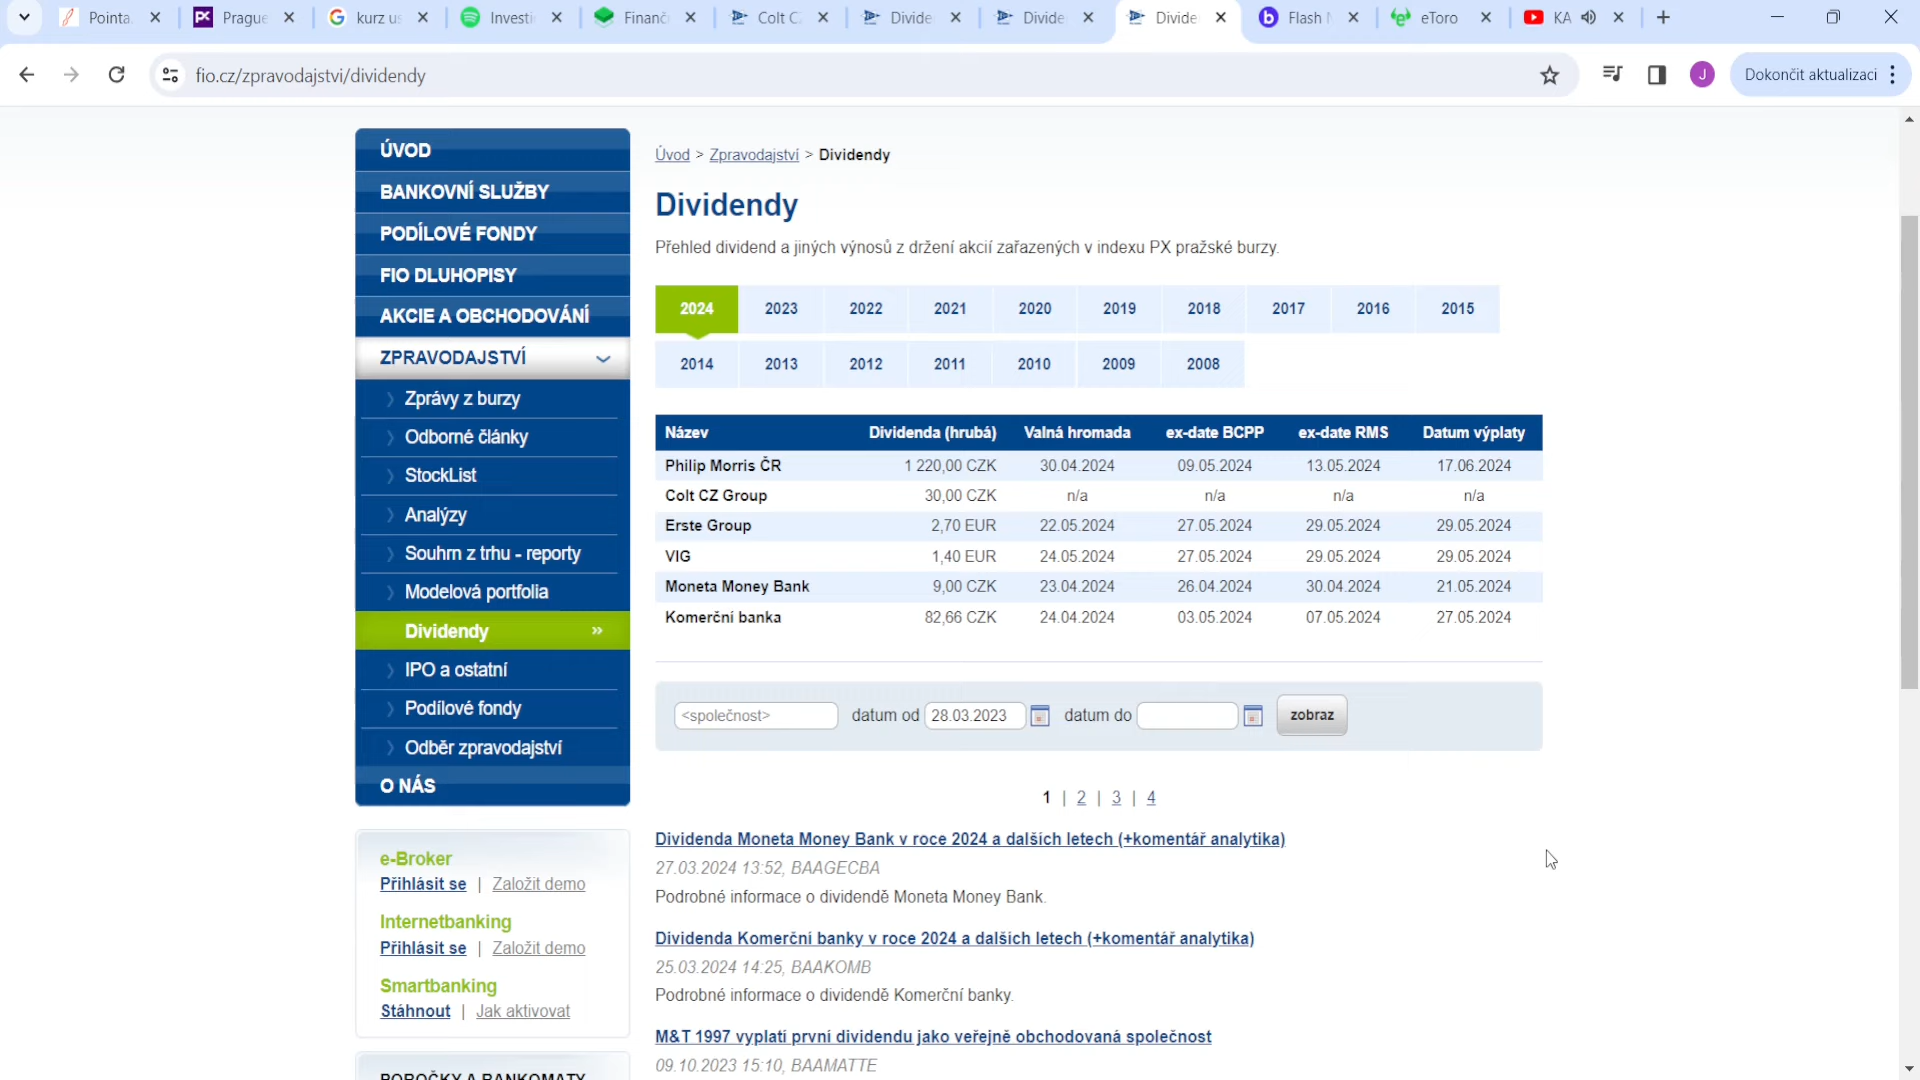 Pointa.
Prague
kurz us
Investi
Financ
Colt C
Divide
Divide
Divide
Flash
eToro
KA
fio.cz/zpravodajstvi/dividendy
J
Dokončit aktualizaci
ÚVOD
BANKOVNÍ SLUŽBY
PODÍLOVÉ FONDY
FIO DLUHOPISY
AKCIE A OBCHODOVÁNÍ
ZPRAVODAJSTVÍ
Zprávy z burzy
Odborné články
StockList
Analýzy
Souhrn z trhu - reporty
Modelová portfolia
Dividendy »
IPO a ostatní
Podílové fondy
Odběr zpravodajství
O NÁS
e-Broker
Přihlásit se | Založit demo
Internetbanking
Přihlásit se | Založit demo
Smartbanking
Stáhnout | Jak aktivovat
POBOČKY A BANKOMATY
Úvod > Zpravodajství > Dividendy
Dividendy
Přehled dividend a jiných výnosů z držení akcií zařazených v indexu PX pražské burzy.
2024 2023 2022 2021 2020 2019 2018 2017 2016 2015
2014 2013 2012 2011 2010 2009 2008
Název Dividenda (hrubá) Valná hromada ex-date BCPP ex-date RMS Datum výplaty
Philip Morris ČR 1 220,00 CZK 30.04.2024 09.05.2024 13.05.2024 17.06.2024
Colt CZ Group 30,00 CZK n/a n/a n/a n/a
Erste Group 2,70 EUR 22.05.2024 27.05.2024 29.05.2024 29.05.2024
VIG 1,40 EUR 24.05.2024 27.05.2024 29.05.2024 29.05.2024
Moneta Money Bank 9,00 CZK 23.04.2024 26.04.2024 30.04.2024 21.05.2024
Komerční banka 82,66 CZK 24.04.2024 03.05.2024 07.05.2024 27.05.2024
<společnost> datum od 28.03.2023 datum do zobraz
1 | 2 | 3 | 4
Dividenda Moneta Money Bank v roce 2024 a dalších letech (+komentář analytika)
27.03.2024 13:52, BAAGECBA
Podrobné informace o dividendě Moneta Money Bank.
Dividenda Komerční banky v roce 2024 a dalších letech (+komentář analytika)
25.03.2024 14:25, BAAKOMB
Podrobné informace o dividendě Komerční banky.
M&T 1997 vyplatí první dividendu jako veřejně obchodovaná společnost
09.10.2023 15:10, BAAMATTE